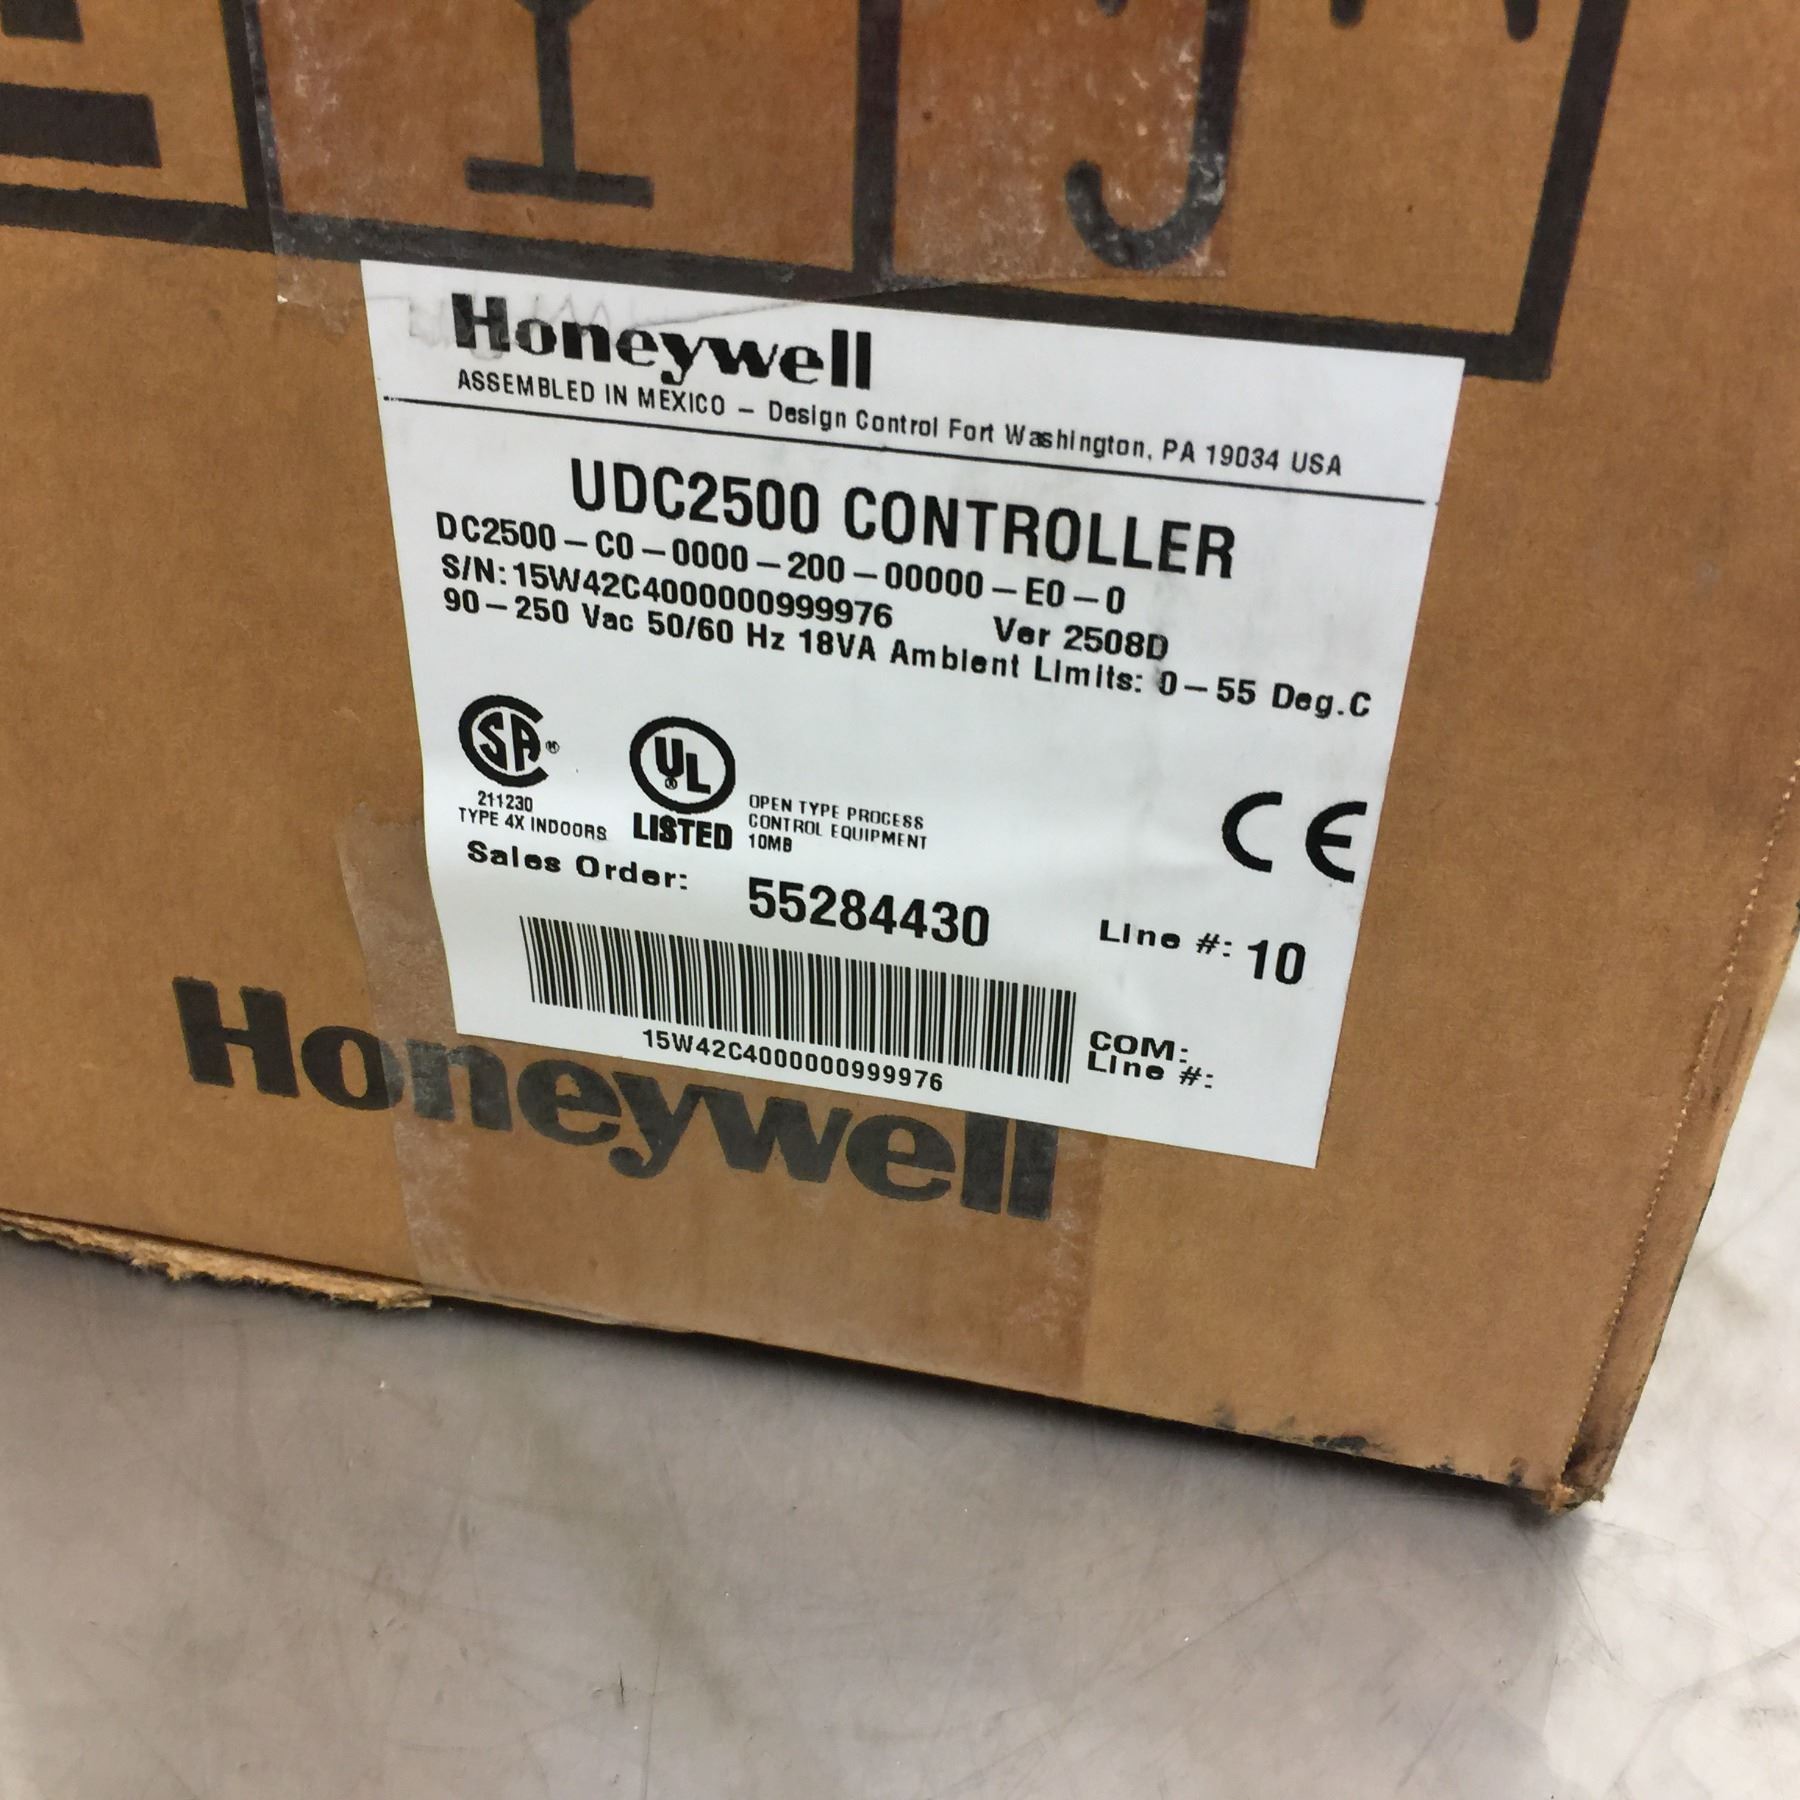 Honeywell
ASSEMBLED IN MEXICO – Design Control Fort Washington, PA 19034 USA
UDC2500 CONTROLLER
DC2500–C0–0000–200–00000–E0–0
S/N:15W42C4000000999976 Ver 2508D
90–250 Vac 50/60 Hz 18VA Ambient Limits: 0–55 Deg.C
SA®
211230
TYPE 4X INDOORS
UL®
LISTED
OPEN TYPE PROCESS
CONTROL EQUIPMENT
10MB
CE
Sales Order: 55284430 Line #: 10
15W42C4000000999976
COM:
Line #:
Honeywell